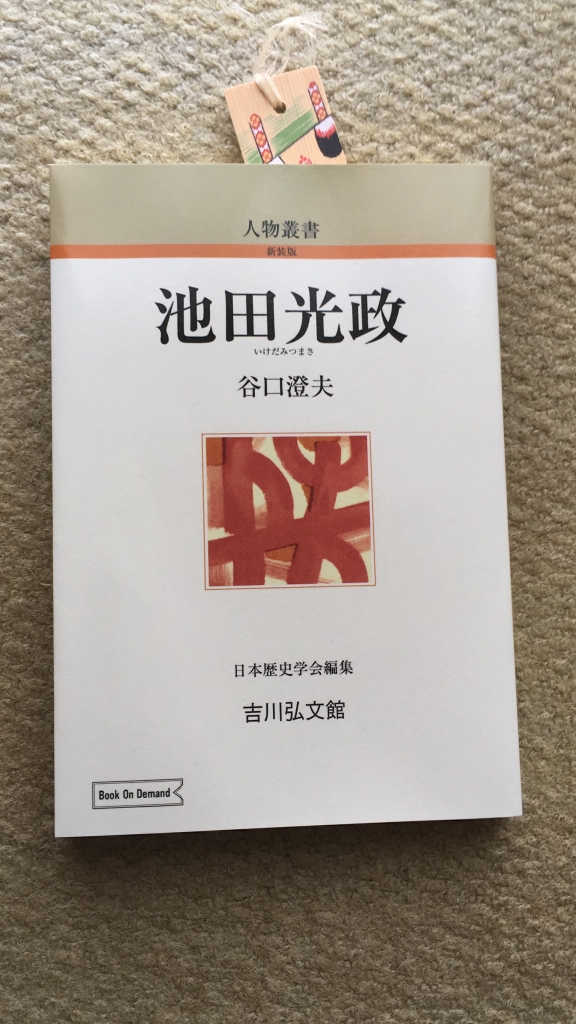 人物叢書
新装版
池田光政
いけだみつまさ
谷口澄夫
日本歴史学会編集
吉川弘文館
Book On Demand